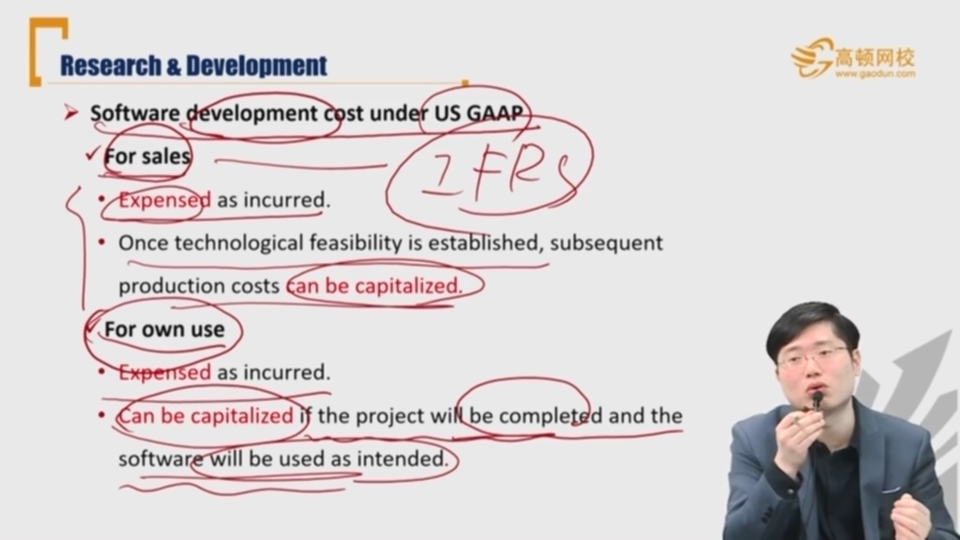 Research & Development
高顿网校
www.gaodun.com
Software development cost under US GAAP
For sales
IFRS
Expensed as incurred.
Once technological feasibility is established, subsequent
production costs can be capitalized.
For own use
Expensed as incurred.
Can be capitalized if the project will be completed and the
software will be used as intended.